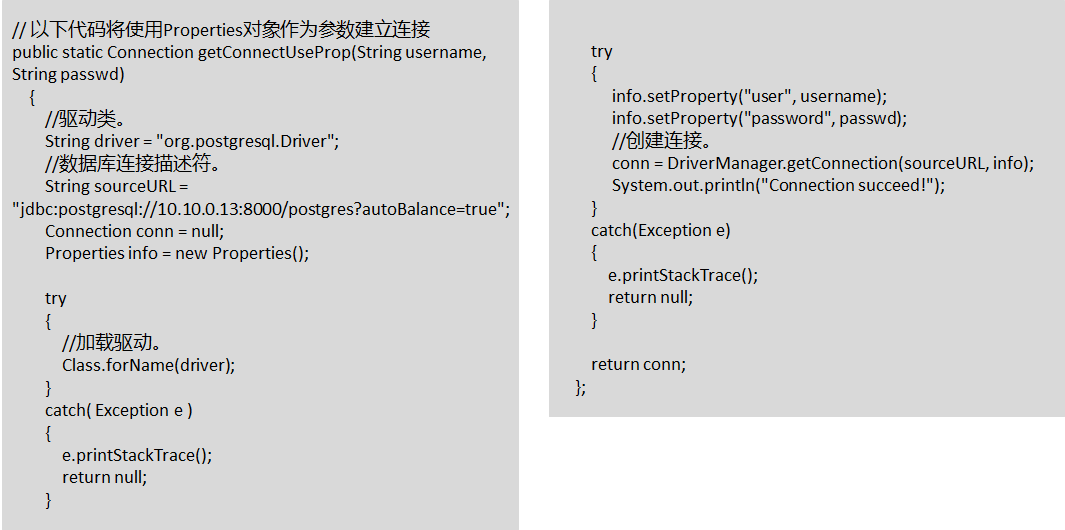 // 以下代码将使用Properties对象作为参数建立连接
public static Connection getConnectUseProp(String username,
String passwd)
{
//驱动类。
String driver = "org.postgresql.Driver";
//数据库连接描述符。
String sourceURL =
"jdbc:postgresql://10.10.0.13:8000/postgres?autoBalance=true";
Connection conn = null;
Properties info = new Properties();
try
{
//加载驱动。
Class.forName(driver);
}
catch( Exception e )
{
e.printStackTrace();
return null;
}
try
{
info.setProperty("user", username);
info.setProperty("password", passwd);
//创建连接。
conn = DriverManager.getConnection(sourceURL, info);
System.out.println("Connection succeed!");
}
catch(Exception e)
{
e.printStackTrace();
return null;
}
return conn;
};